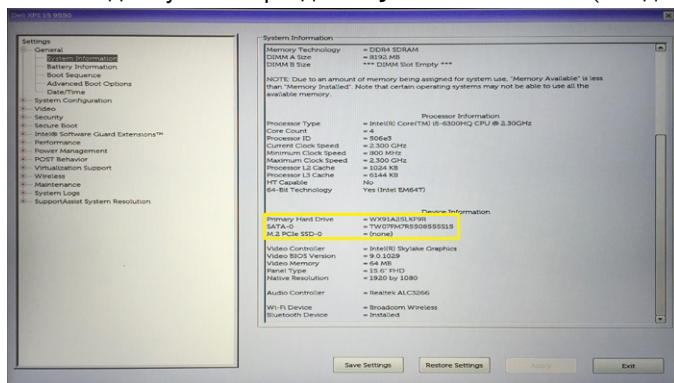 Dell XPS 15 9550
Settings
General
System Information
Battery Information
Boot Sequence
Advanced Boot Options
Date/Time
System Configuration
Video
Security
Secure Boot
Intel® Software Guard Extensions™
Performance
Power Management
POST Behavior
Virtualization Support
Wireless
Maintenance
System Logs
SupportAssist System Resolution
System Information
Memory Technology = DDR4 SDRAM
DIMM A Size = 8192 MB
DIMM B Size *** DIMM Slot Empty ***
NOTE: Due to an amount of memory being assigned for system use, "Memory Available" is less
than "Memory Installed". Note that certain operating systems may not be able to use all the
available memory.
Processor Information
Processor Type = Intel(R) Core(TM) i5-6300HQ CPU @ 2.30GHz
Core Count = 4
Processor ID = 506e3
Current Clock Speed = 2.300 GHz
Minimum Clock Speed = 800 MHz
Maximum Clock Speed = 2.300 GHz
Processor L2 Cache = 1024 KB
Processor L3 Cache = 6144 KB
HT Capable No
64-Bit Technology Yes (Intel EM64T)
Device Information
Primary Hard Drive
SATA-0
M.2 PCIe SSD-0 = (none)
Video Controller = Intel(R) Skylake Graphics
Video BIOS Version = 9.0.1029
Video Memory = 64 MB
Panel Type = 15.6" FHD
Native Resolution = 1920 by 1080
Audio Controller = Realtek ALC3266
Wi-Fi Device = Broadcom Wireless
Bluetooth Device = Installed
Save Settings Restore Settings Apply Exit